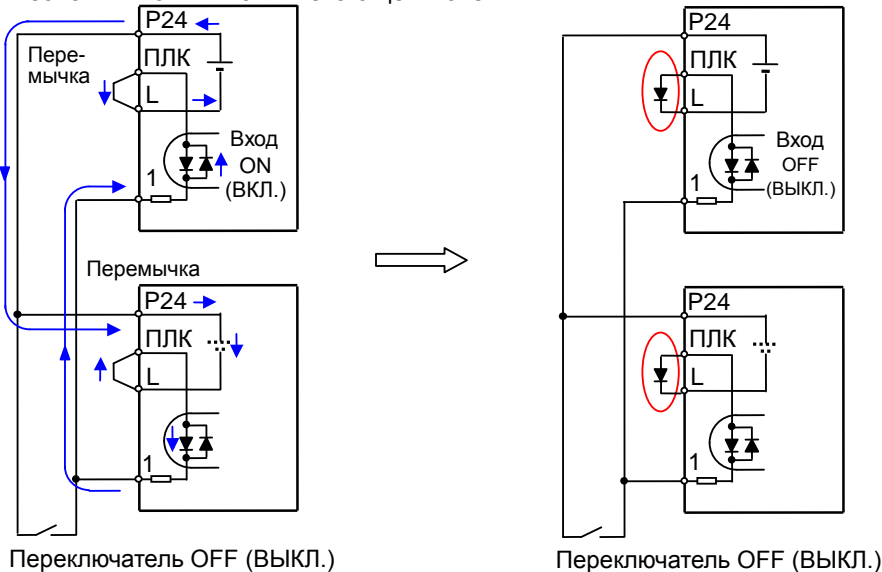 P24
Пере-
мычка
ПЛК
L
Вход
ON
(ВКЛ.)
1
Перемычка
P24
ПЛК
L
1
Переключатель OFF (ВЫКЛ.)
P24
ПЛК
L
Вход
OFF
(ВЫКЛ.)
1
P24
ПЛК
L
1
Переключатель OFF (ВЫКЛ.)